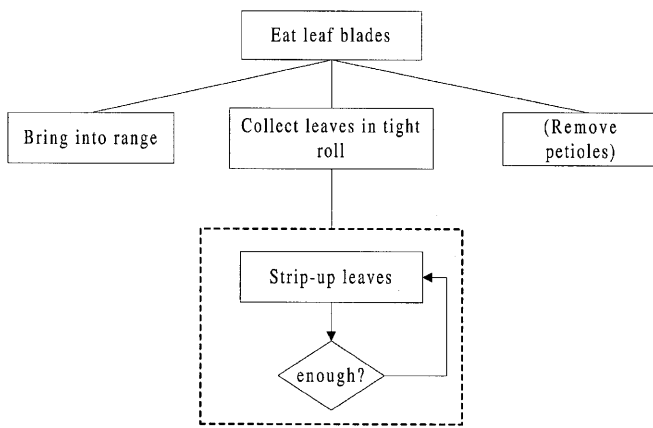 Eat leaf blades
Bring into range
Collect leaves in tight
roll
(Remove
petioles)
Strip-up leaves
enough?